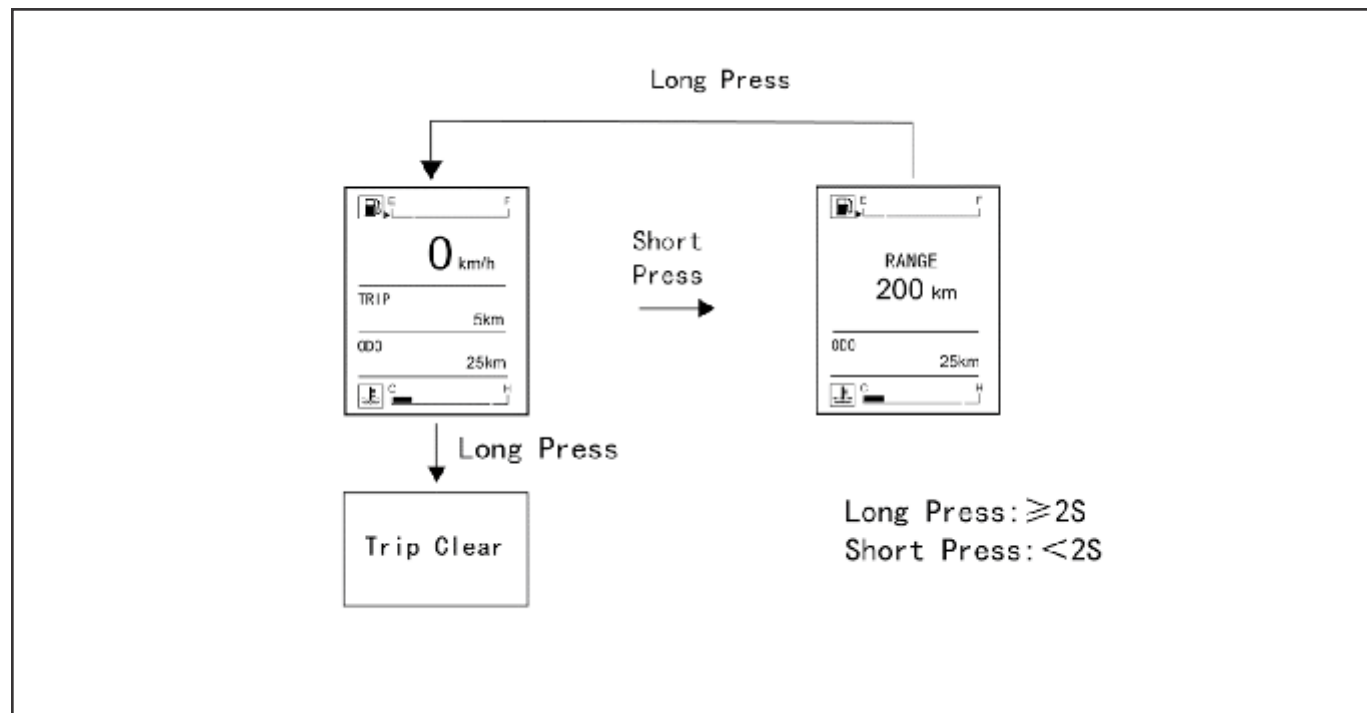 Long Press
E F
0 km/h
TRIP
5km
ODO
25km
C H
Short
Press
E F
RANGE
200 km
ODO
25km
C H
Long Press
Trip Clear
Long Press:≥2S
Short Press:<2S